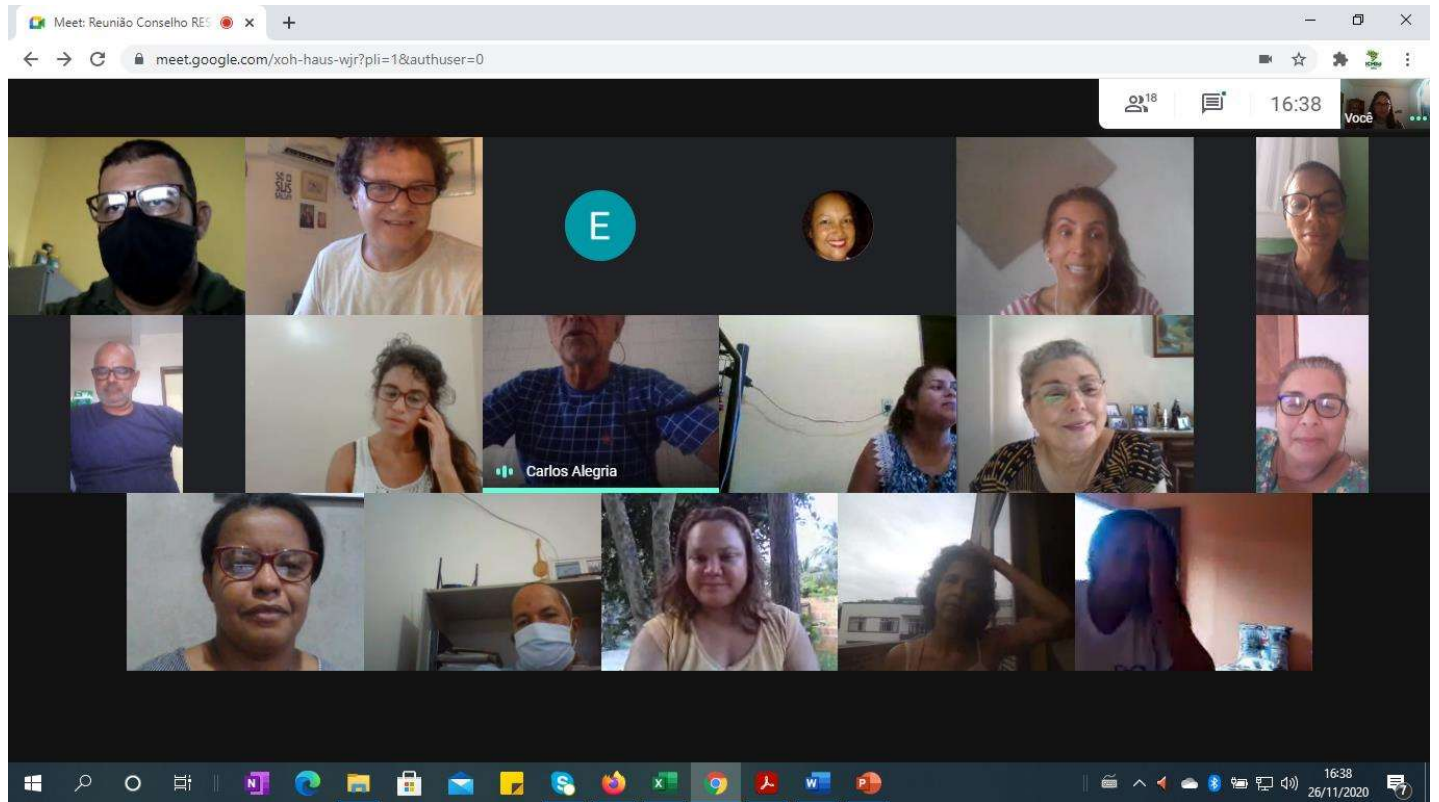 Meet: Reunião Conselho RES
meet.google.com/xoh-haus-wjr?pli=1&authuser=0
18
16:38
Você
E
Carlos Alegria
16:38
26/11/2020
7